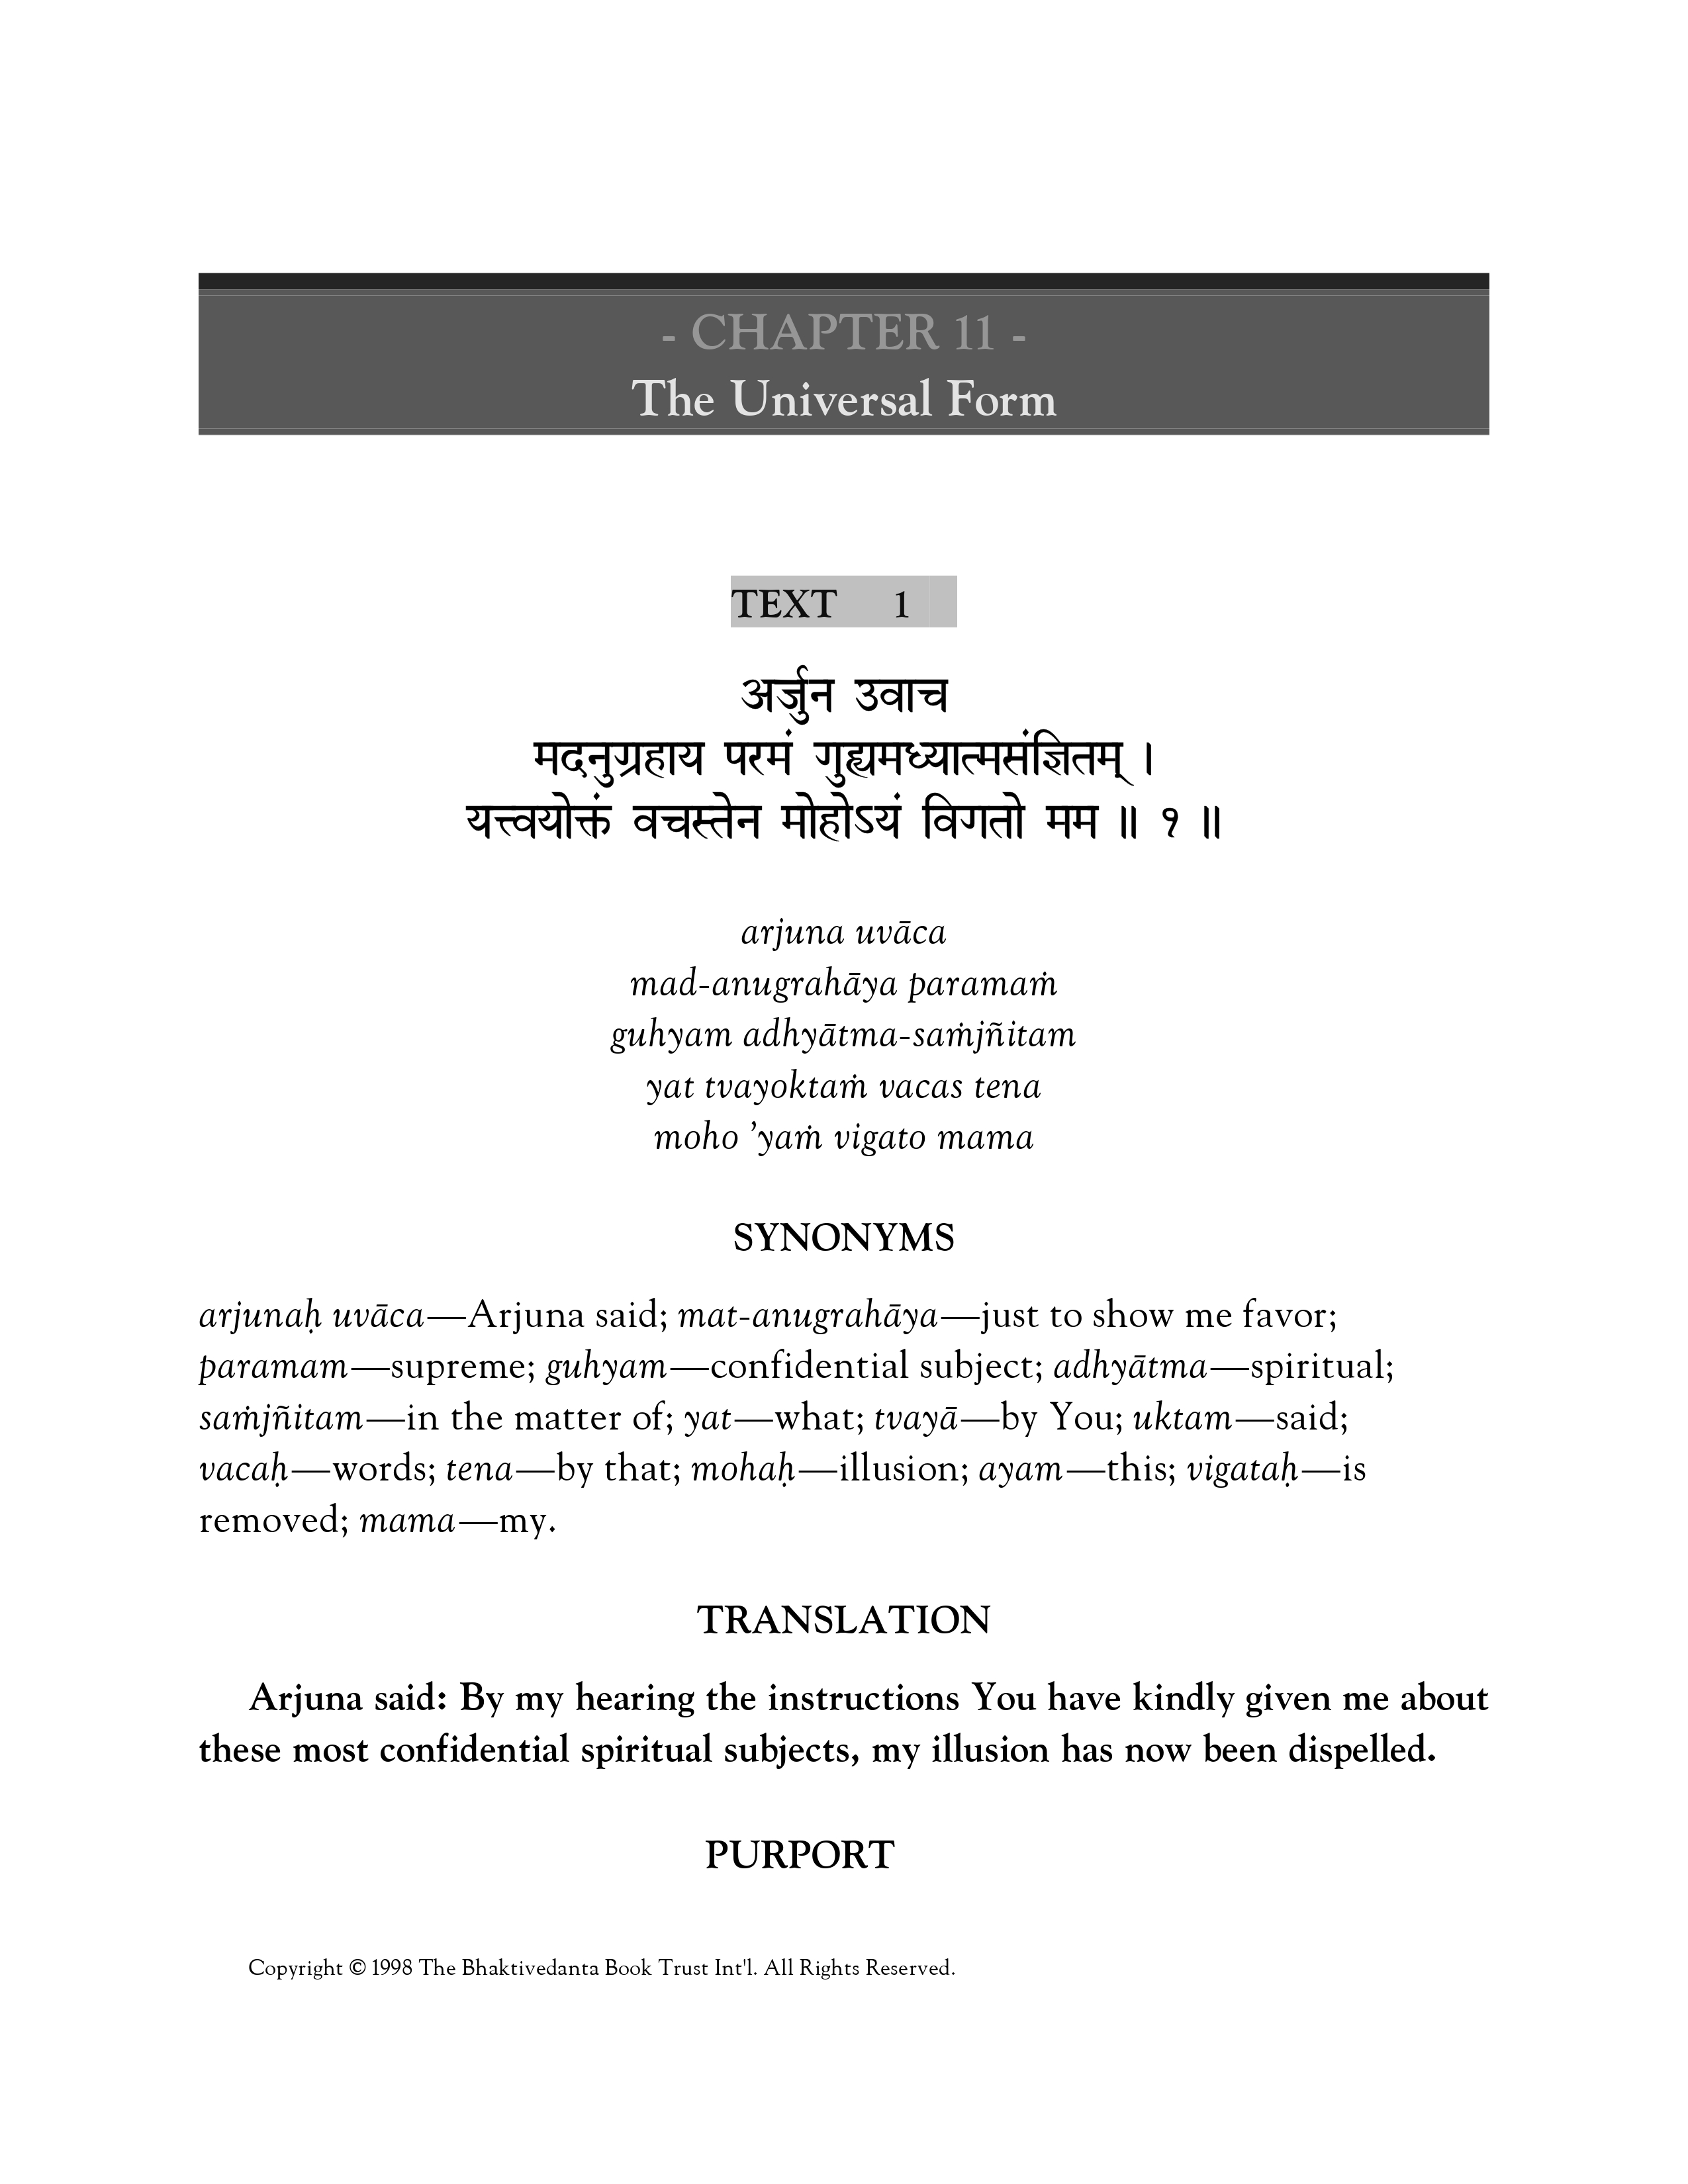 - CHAPTER 11 -
The Universal Form
TEXT 1
अर्जुन उवाच
मदनुग्रहाय परमं गुह्यमध्यात्मसंज्ञितम् ।
यत्त्वयोक्तं वचस्तेन मोहोऽयं विगतो मम ॥ १ ॥
arjuna uvāca
mad-anugrahāya paramaṁ
guhyam adhyātma-saṁjñitam
yat tvayoktaṁ vacas tena
moho ’yaṁ vigato mama
SYNONYMS
arjunaḥ uvāca—Arjuna said; mat-anugrahāya—just to show me favor;
paramam—supreme; guhyam—confidential subject; adhyātma—spiritual;
saṁjñitam—in the matter of; yat—what; tvayā—by You; uktam—said;
vacaḥ—words; tena—by that; mohaḥ—illusion; ayam—this; vigataḥ—is
removed; mama—my.
TRANSLATION
Arjuna said: By my hearing the instructions You have kindly given me about
these most confidential spiritual subjects, my illusion has now been dispelled.
PURPORT
Copyright © 1998 The Bhaktivedanta Book Trust Int'l. All Rights Reserved.